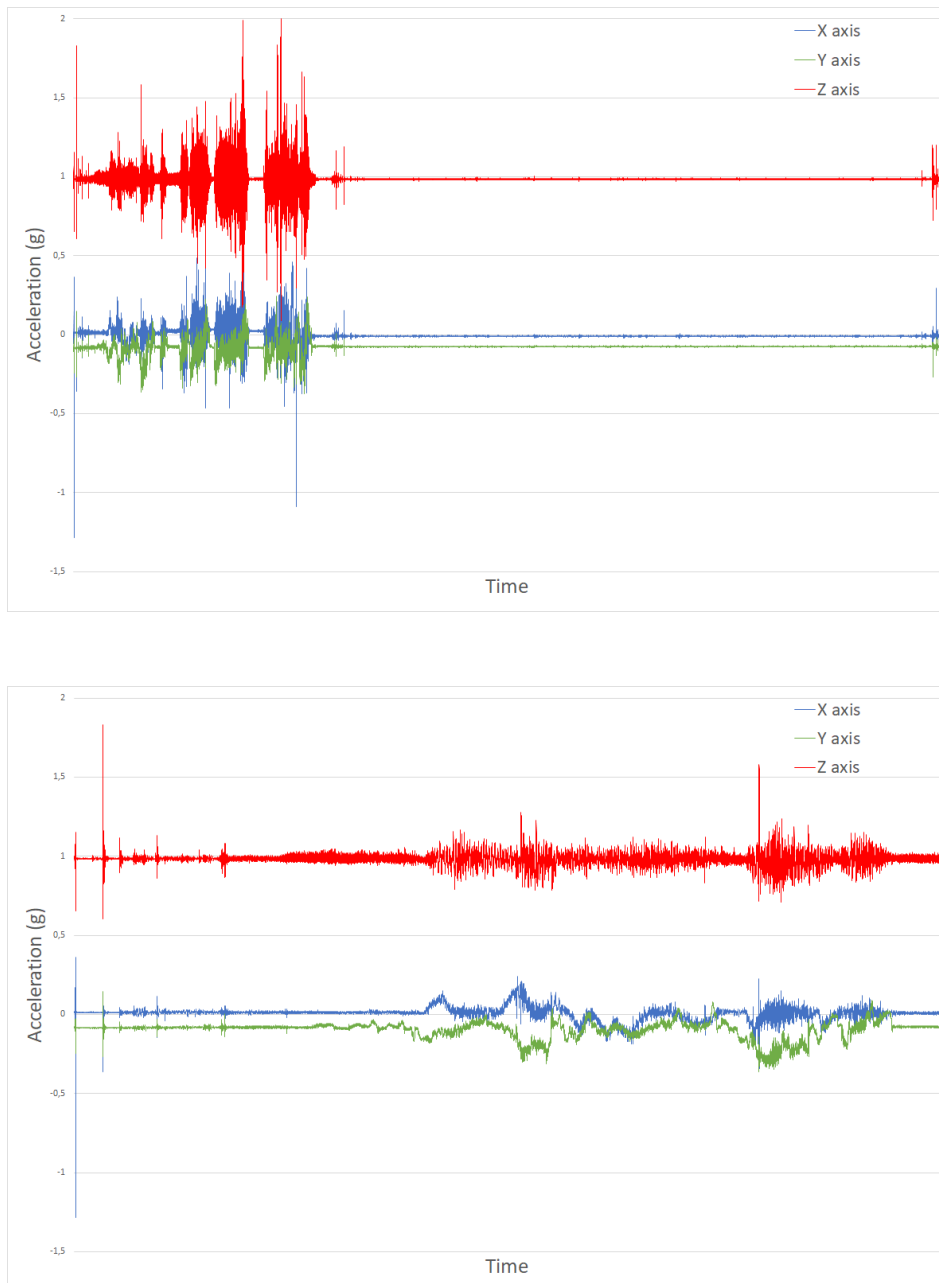 2
X axis
Y axis
1,5
Z axis
1
0,5
Acceleration (g)
0
-0,5
-1
-1,5
Time
2
X axis
Y axis
1,5
Z axis
1
0,5
Acceleration (g)
0
-0,5
-1
-1,5
Time